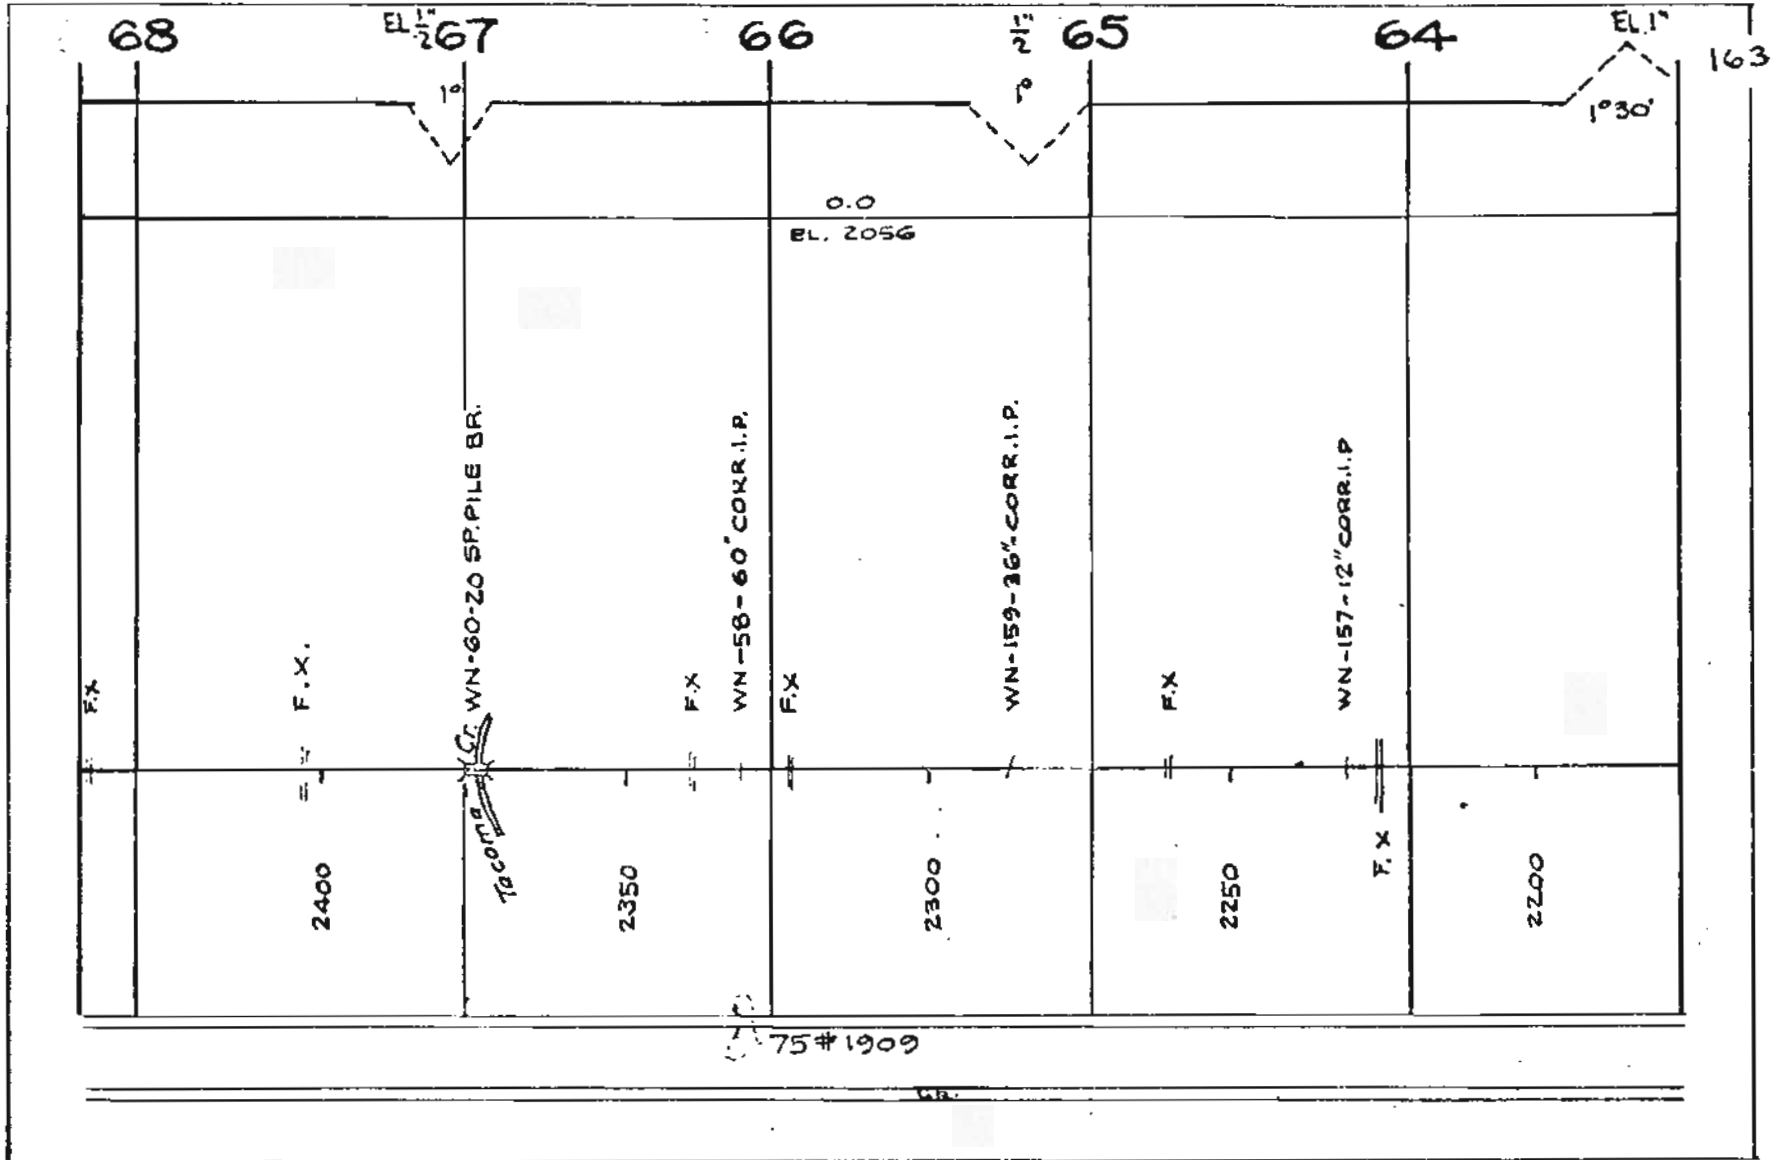 68
EL 1/2" 67
66
1/2" 65
64
EL. 1"
163
1°
1°
1°30'
0.0
EL. 2056
F.X
F.X.
WN-60-20 SP.PILE BR.
F.X
WN-58-60" CORR.I.P.
F.X
WN-159-36"-CORR.I.P.
F.X
WN-157-12" CORR.I.P
F.X
Tacoma Cr.
2400
2350
2300
2250
2200
75#1909